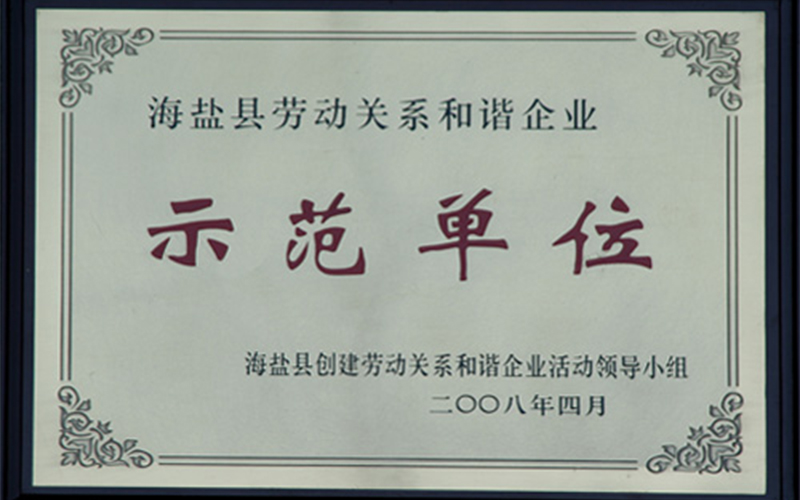 海盐县劳动关系和谐企业
示范单位
海盐县创建劳动关系和谐企业活动领导小组
二〇〇八年四月